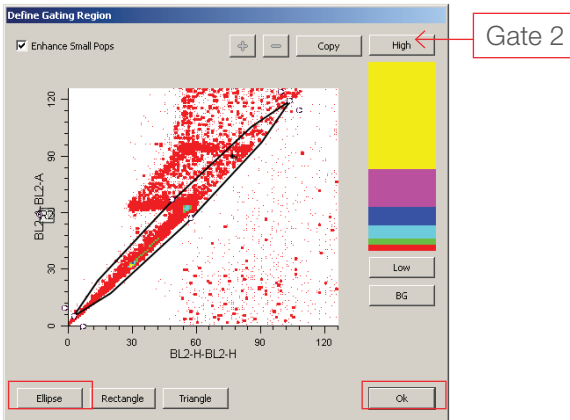 Define Gating Region
Enhance Small Pops
Copy
High
Gate 2
120
90
60
30
0
BL2-A-BL2-A
0 30 60 90 120
BL2-H-BL2-H
Low
BG
Ellipse Rectangle Triangle Ok